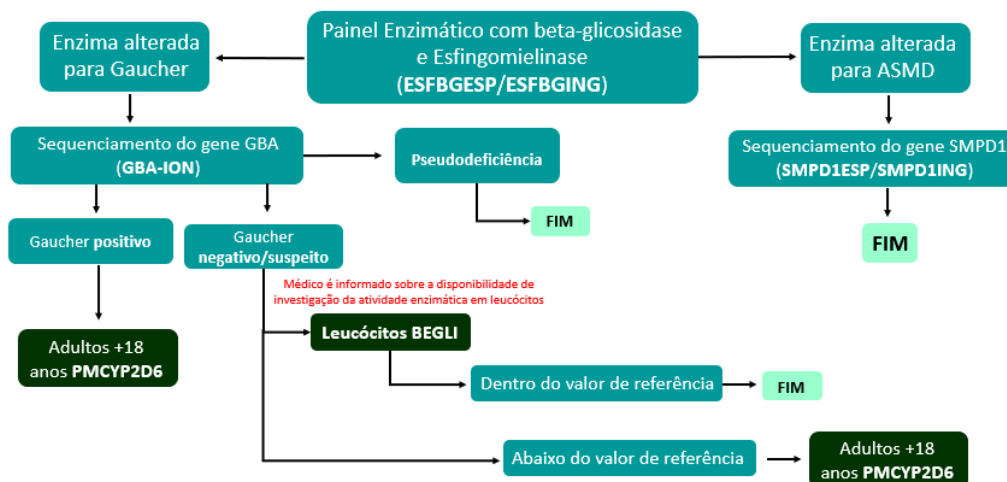 Enzima alterada
para Gaucher
Painel Enzimático com beta-glicosidase
e Esfingomielinase
(ESFBGESP/ESFBGING)
Enzima alterada
para ASMD
Sequenciamento do gene GBA
(GBA-ION)
Pseudodeficiência
Sequenciamento do gene SMPD1
(SMPD1ESP/SMPD1ING)
FIM
FIM
Gaucher positivo
Gaucher
negativo/suspeito
Médico é informado sobre a disponibilidade de
investigação da atividade enzimática em leucócitos
Leucócitos BEGLI
Adultos +18
anos PMCYP2D6
Dentro do valor de referência
FIM
Abaixo do valor de referência
Adultos +18
anos PMCYP2D6